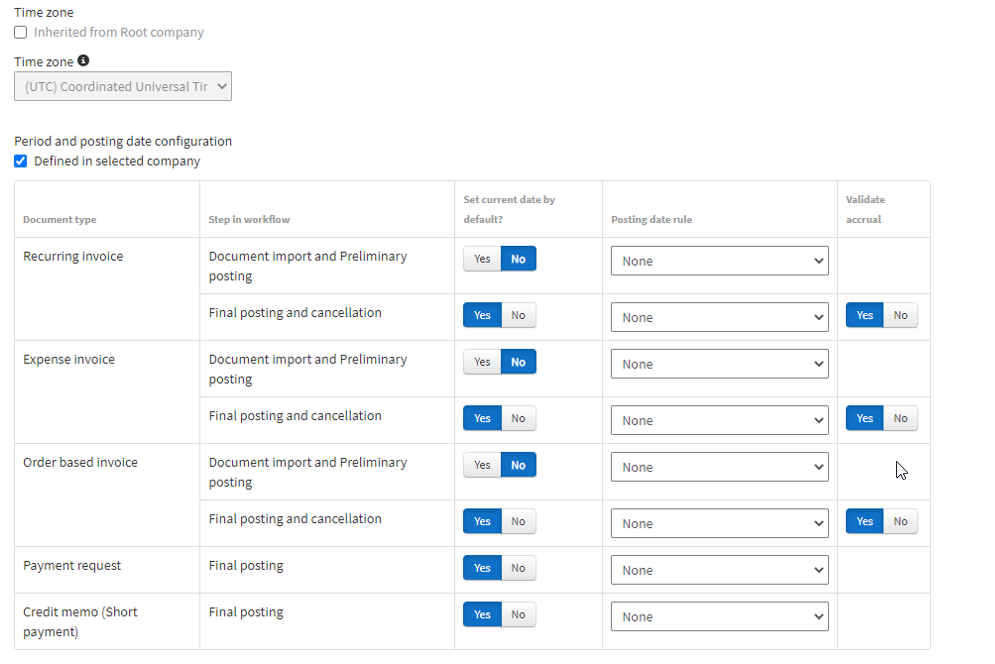 Time zone
Inherited from Root company
Time zone
(UTC) Coordinated Universal Tir
Period and posting date configuration
Defined in selected company
Document type
Step in workflow
Set current date by
default?
Posting date rule
Validate
accrual
Recurring invoice
Document import and Preliminary
posting
Yes No
None
Final posting and cancellation
Yes No
None
Yes No
Expense invoice
Document import and Preliminary
posting
Yes No
None
Final posting and cancellation
Yes No
None
Yes No
Order based invoice
Document import and Preliminary
posting
Yes No
None
Final posting and cancellation
Yes No
None
Yes No
Payment request
Final posting
Yes No
None
Credit memo (Short
payment)
Final posting
Yes No
None